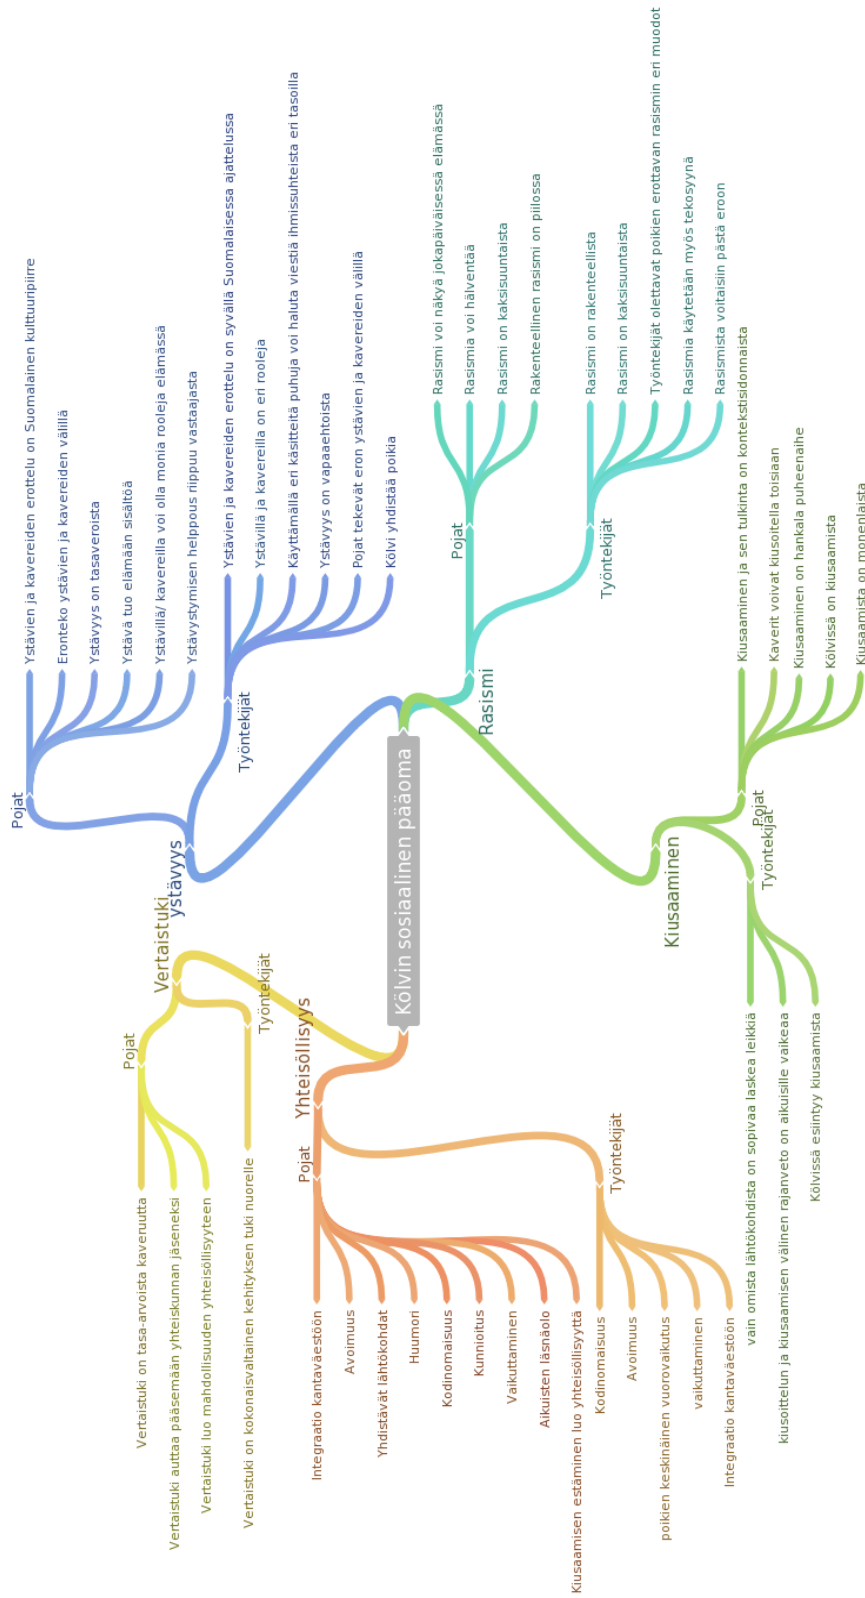 Kölvin sosiaalinen pääoma
ystävyys
Pojat
Ystävien ja kavereiden erottelu on Suomalainen kulttuuripiirre
Eronteko ystävien ja kavereiden välillä
Ystävyys on tasaveroista
Ystävä tuo elämään sisältöä
Ystävillä/ kavereilla voi olla monia rooleja elämässä
Ystävystymisen helppous riippuu vastaajasta
Työntekijät
Ystävien ja kavereiden erottelu on syvällä Suomalaisessa ajattelussa
Ystävillä ja kavereilla on eri rooleja
Käyttämällä eri käsitteitä puhuja voi haluta viestiä ihmissuhteista eri tasoilla
Ystävyys on vapaaehtoista
Pojat tekevät eron ystävien ja kavereiden välillä
Kölvi yhdistää poikia
Rasismi
Pojat
Rasismi voi näkyä jokapäiväisessä elämässä
Rasismia voi hälventää
Rasismi on kaksisuuntaista
Rakenteellinen rasismi on piilossa
Työntekijät
Rasismi on rakenteellista
Rasismi on kaksisuuntaista
Työntekijät olettavat poikien erottavan rasismin eri muodot
Rasismia käytetään myös tekosyynä
Rasismista voitaisiin pästä eroon
Kiusaaminen
Pojat
Kiusaaminen ja sen tulkinta on kontekstisidonnaista
Kaverit voivat kiusoitella toisiaan
Kiusaaminen on hankala puheenaihe
Kölvissä on kiusaamista
Kiusaamista on monenlaista
Työntekijät
vain omista lähtökohdista on sopivaa laskea leikkiä
kiusoittelun ja kiusaamisen välinen rajanveto on aikuisille vaikeaa
Kölvissä esiintyy kiusaamista
Vertaistuki
Pojat
Vertaistuki on tasa-arvoista kaveruutta
Vertaistuki auttaa pääsemään yhteiskunnan jäseneksi
Vertaistuki luo mahdollisuuden yhteisöllisyyteen
Työntekijät
Vertaistuki on kokonaisvaltainen kehityksen tuki nuorelle
Yhteisöllisyys
Pojat
Integraatio kantaväestöön
Avoimuus
Yhdistävät lähtökohdat
Huumori
Kodinomaisuus
Kunnioitus
Vaikuttaminen
Aikuisten läsnäolo
Kiusaamisen estäminen luo yhteisöllisyyttä
Työntekijät
Kodinomaisuus
Avoimuus
poikien keskinäinen vuorovaikutus
vaikuttaminen
Integraatio kantaväestöön